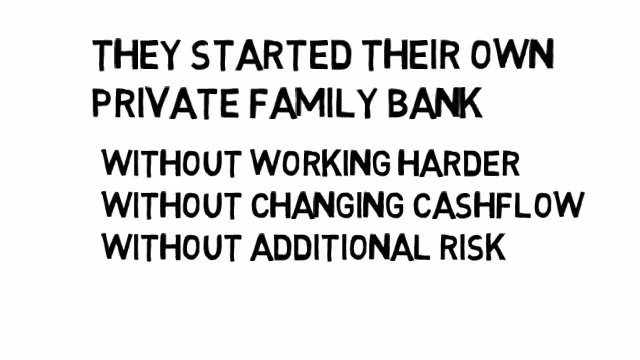 THEY STARTED THEIR OWN
PRIVATE FAMILY BANK
WITHOUT WORKING HARDER
WITHOUT CHANGING CASHFLOW
WITHOUT ADDITIONAL RISK